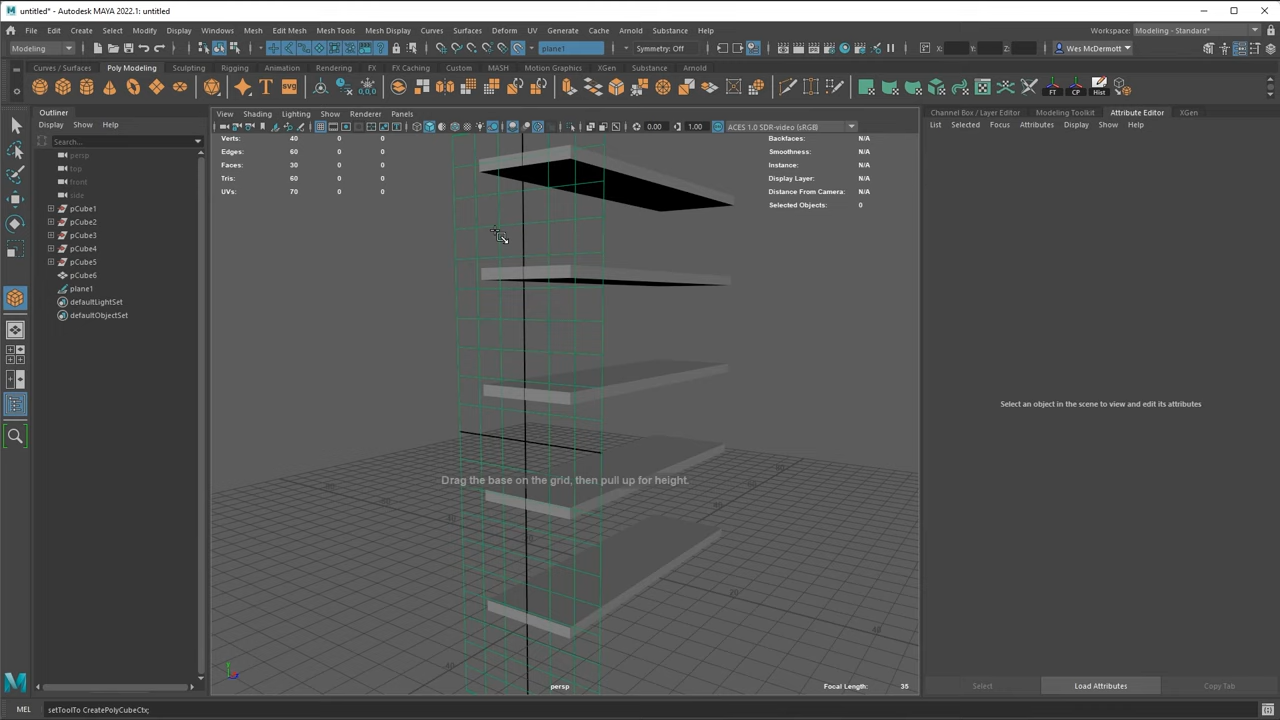 untitled* - Autodesk MAYA 2022.1: untitled
File Edit Create Select Modify Display Windows Mesh Edit Mesh Mesh Tools Mesh Display Curves Surfaces Deform UV Generate Cache Arnold Substance Help
Workspace: Modeling - Standard*
Modeling plane1 Symmetry: Off X: Y: Z: Wes McDermott
Curves / Surfaces Poly Modeling Sculpting Rigging Animation Rendering FX FX Caching Custom MASH Motion Graphics XGen Substance Arnold
FT CP Hist
Outliner
Display Show Help
Search...
persp
top
front
side
pCube1
pCube2
pCube3
pCube4
pCube5
pCube6
plane1
defaultLightSet
defaultObjectSet
View Shading Lighting Show Renderer Panels
0.00 1.00 ACES 1.0 SDR-video (sRGB)
Verts: 40 0 0
Edges: 60 0 0
Faces: 30 0 0
Tris: 60 0 0
UVs: 70 0 0
Backfaces: N/A
Smoothness: N/A
Instance: N/A
Display Layer: N/A
Distance From Camera: N/A
Selected Objects: 0
Drag the base on the grid, then pull up for height.
persp
Focal Length: 35
Channel Box / Layer Editor Modeling Toolkit Attribute Editor XGen
List Selected Focus Attributes Display Show Help
Select an object in the scene to view and edit its attributes
Select Load Attributes Copy Tab
MEL setToolTo CreatePolyCubeCtx;